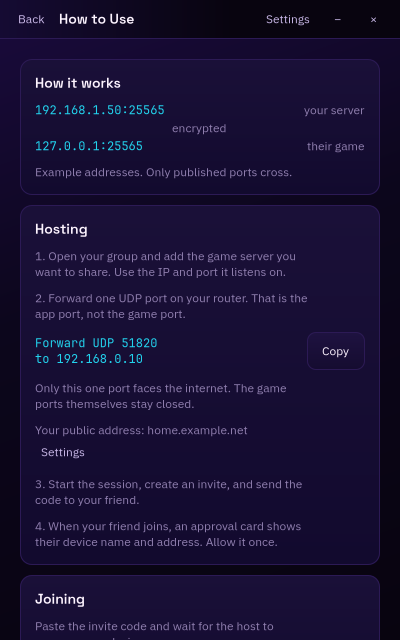 Back How to Use Settings – ×
How it works
192.168.1.50:25565 your server
encrypted
127.0.0.1:25565 their game
Example addresses. Only published ports cross.
Hosting
1. Open your group and add the game server you
want to share. Use the IP and port it listens on.
2. Forward one UDP port on your router. That is the
app port, not the game port.
Forward UDP 51820
to 192.168.0.10
Copy
Only this one port faces the internet. The game
ports themselves stay closed.
Your public address: home.example.net
Settings
3. Start the session, create an invite, and send the
code to your friend.
4. When your friend joins, an approval card shows
their device name and address. Allow it once.
Joining
Paste the invite code and wait for the host to